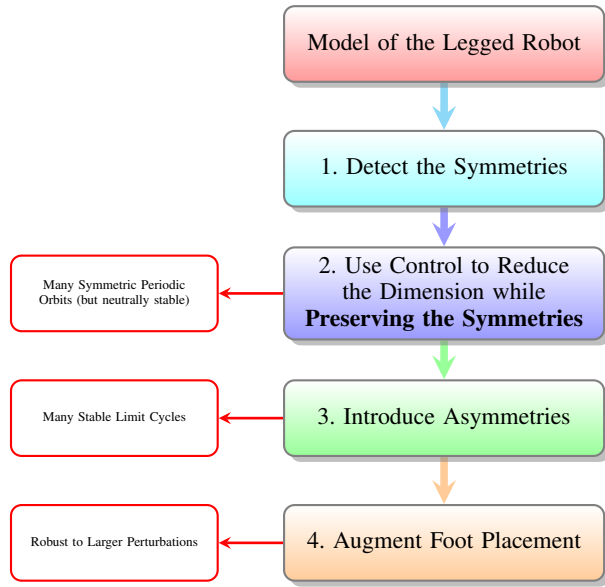 Model of the Legged Robot
1. Detect the Symmetries
2. Use Control to Reduce
the Dimension while
Preserving the Symmetries
Many Symmetric Periodic
Orbits (but neutrally stable)
3. Introduce Asymmetries
Many Stable Limit Cycles
4. Augment Foot Placement
Robust to Larger Perturbations